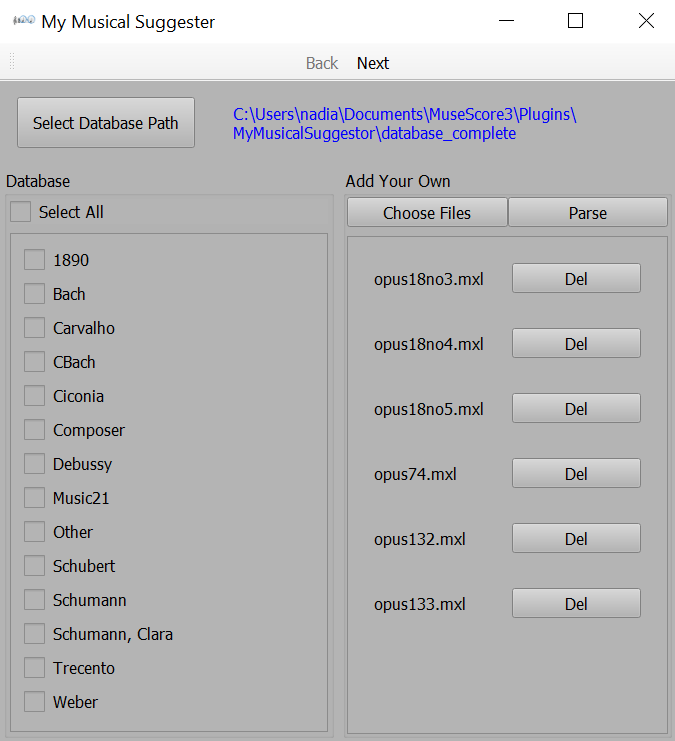 My Musical Suggester
Back Next
Select Database Path
C:\Users\nadia\Documents\MuseScore3\Plugins\
MyMusicalSuggestor\database_complete
Database
Select All
1890
Bach
Carvalho
CBach
Ciconia
Composer
Debussy
Music21
Other
Schubert
Schumann
Schumann, Clara
Trecento
Weber
Add Your Own
Choose Files Parse
opus18no3.mxl Del
opus18no4.mxl Del
opus18no5.mxl Del
opus74.mxl Del
opus132.mxl Del
opus133.mxl Del